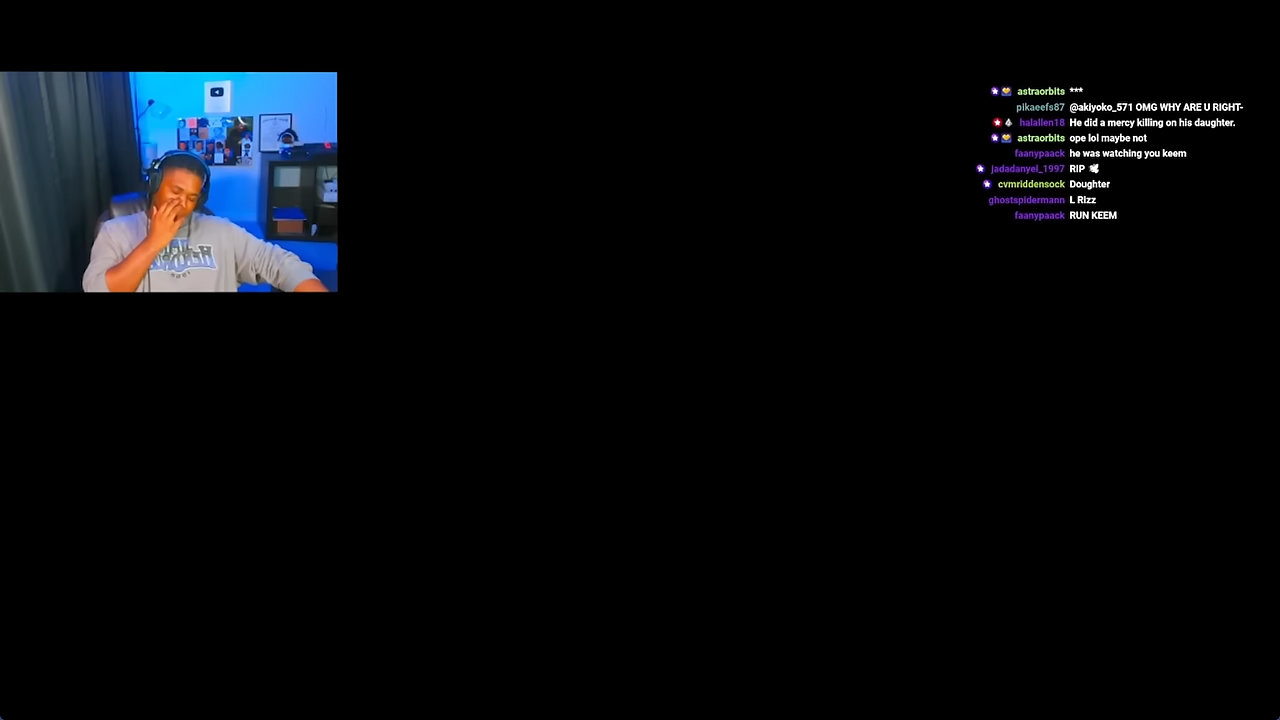 astraorbits ***
pikaeefs87 @akiyoko_571 OMG WHY ARE U RIGHT-
halallen18 He did a mercy killing on his daughter.
astraorbits ope lol maybe not
faanypaack he was watching you keem
jadadanyel_1997 RIP
cvmriddensock Doughter
ghostspidermann L Rizz
faanypaack RUN KEEM